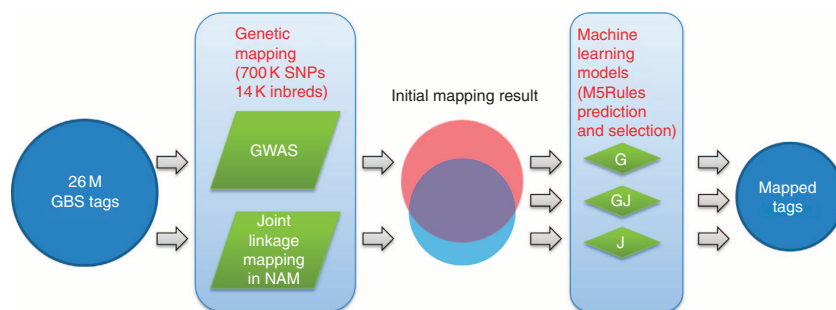 26 M
GBS tags
Genetic
mapping
(700 K SNPs
14 K inbreds)
GWAS
Joint
linkage
mapping
in NAM
Initial mapping result
Machine
learning
models
(M5Rules
prediction
and selection)
G
GJ
J
Mapped
tags